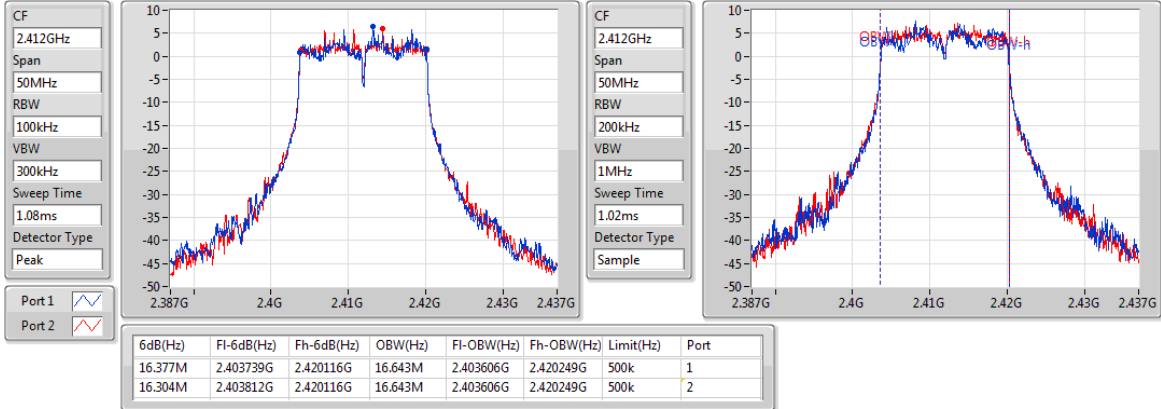 CF
2.412GHz
Span
50MHz
RBW
100kHz
VBW
300kHz
Sweep Time
1.08ms
Detector Type
Peak
Port 1
Port 2
10
5
0
-5
-10
-15
-20
-25
-30
-35
-40
-45
-50
2.387G 2.4G 2.41G 2.42G 2.43G 2.437G
CF
2.412GHz
Span
50MHz
RBW
200kHz
VBW
1MHz
Sweep Time
1.02ms
Detector Type
Sample
10
5
0
-5
-10
-15
-20
-25
-30
-35
-40
-45
-50
OBW-h
2.387G 2.4G 2.41G 2.42G 2.43G 2.437G
6dB(Hz) Fl-6dB(Hz) Fh-6dB(Hz) OBW(Hz) Fl-OBW(Hz) Fh-OBW(Hz) Limit(Hz) Port
16.377M 2.403739G 2.420116G 16.643M 2.403606G 2.420249G 500k 1
16.304M 2.403812G 2.420116G 16.643M 2.403606G 2.420249G 500k 2